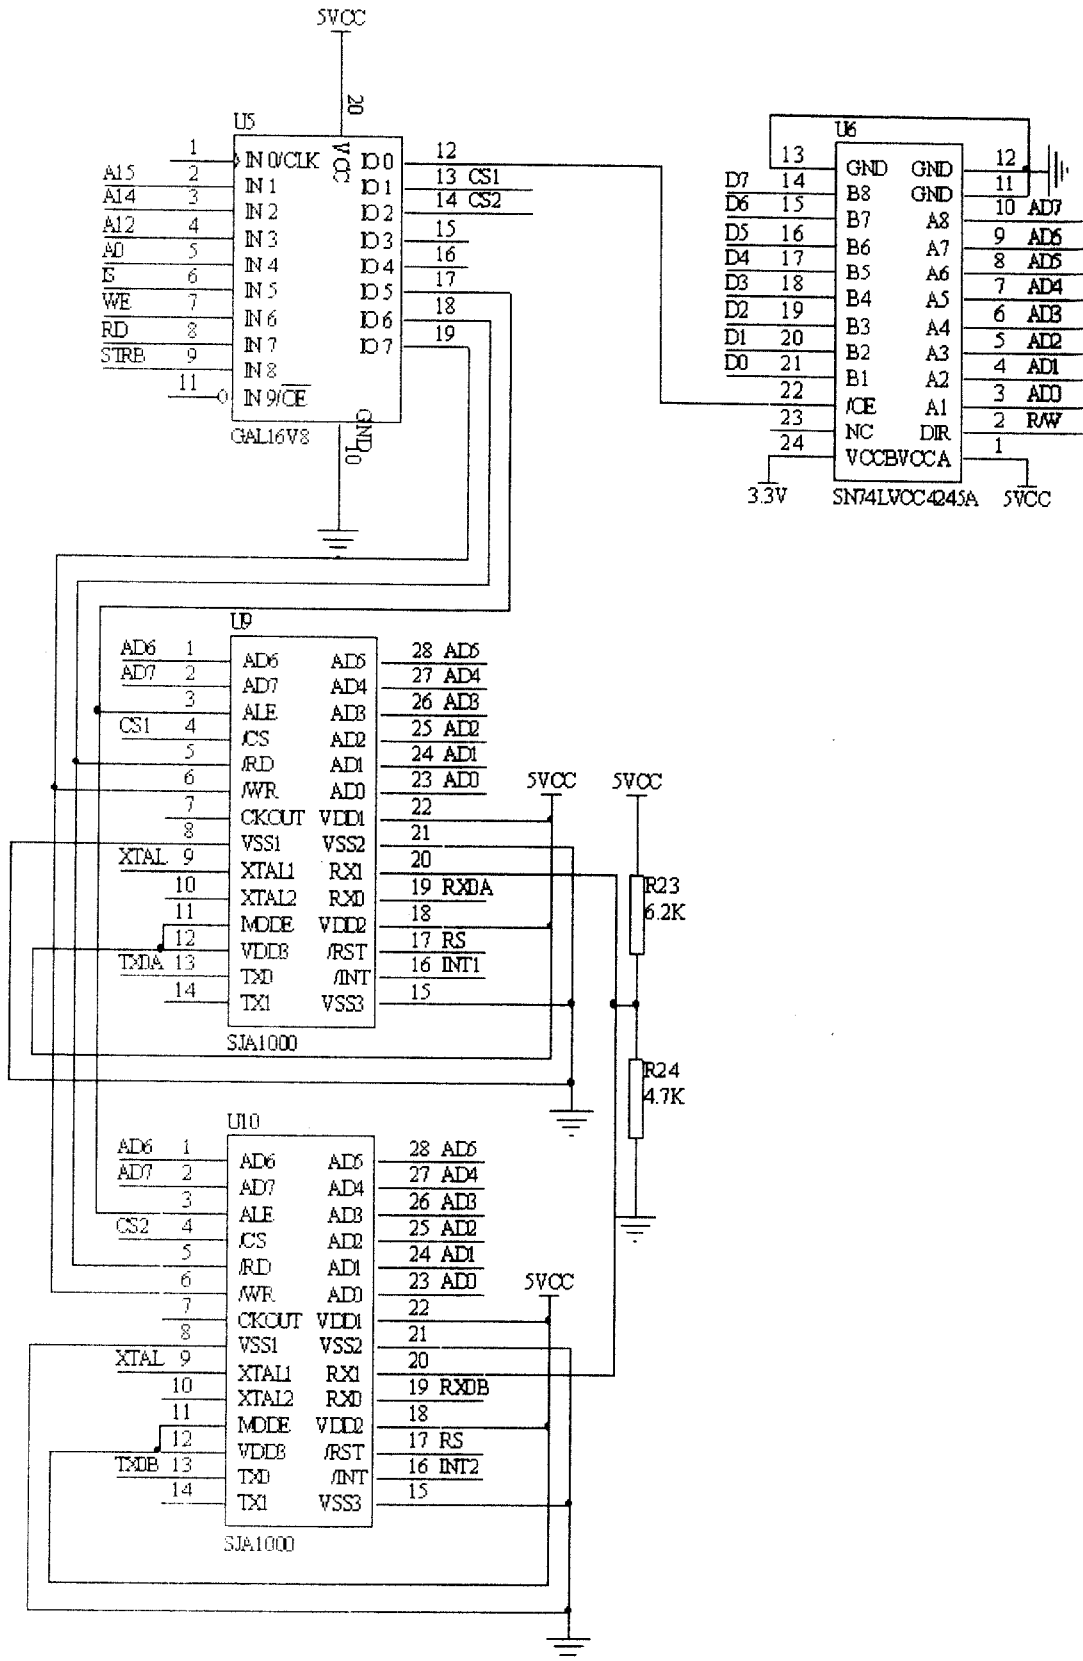 5VCC
20
U5
VCC
1 IN 0/CLK IO 0 12
A15 2 IN 1 IO 1 13 CS1
A14 3 IN 2 IO 2 14 CS2
A12 4 IN 3 IO 3 15
A0 5 IN 4 IO 4 16
IS 6 IN 5 IO 5 17
WE 7 IN 6 IO 6 18
RD 8 IN 7 IO 7 19
STRB 9 IN 8
11 IN 9/OE
GND
GAL16V8
10
U6
13 GND GND 12
D7 14 B8 GND 11
D6 15 B7 A8 10 AD7
D5 16 B6 A7 9 AD6
D4 17 B5 A6 8 AD5
D3 18 B4 A5 7 AD4
D2 19 B3 A4 6 AD3
D1 20 B2 A3 5 AD2
D0 21 B1 A2 4 AD1
22 /OE A1 3 AD0
23 NC DIR 2 R/W
24 VCCB VCCA 1
3.3V SN74LVCC4245A 5VCC
U9
AD6 1 AD6 AD5 28 AD5
AD7 2 AD7 AD4 27 AD4
3 ALE AD3 26 AD3
CS1 4 /CS AD2 25 AD2
5 /RD AD1 24 AD1
6 /WR AD0 23 AD0
7 CKOUT VDD1 22
8 VSS1 VSS2 21
XTAL 9 XTAL1 RX1 20
10 XTAL2 RX0 19 RXDA
11 MODE VDD2 18
12 VDD3 /RST 17 RS
TXDA 13 TX0 /INT 16 INT1
14 TX1 VSS3 15
SJA1000
5VCC
5VCC
R23
6.2K
R24
4.7K
U10
AD6 1 AD6 AD5 28 AD5
AD7 2 AD7 AD4 27 AD4
3 ALE AD3 26 AD3
CS2 4 /CS AD2 25 AD2
5 /RD AD1 24 AD1
6 /WR AD0 23 AD0
7 CKOUT VDD1 22
8 VSS1 VSS2 21
XTAL 9 XTAL1 RX1 20
10 XTAL2 RX0 19 RXDB
11 MODE VDD2 18
12 VDD3 /RST 17 RS
TXDB 13 TX0 /INT 16 INT2
14 TX1 VSS3 15
SJA1000
5VCC